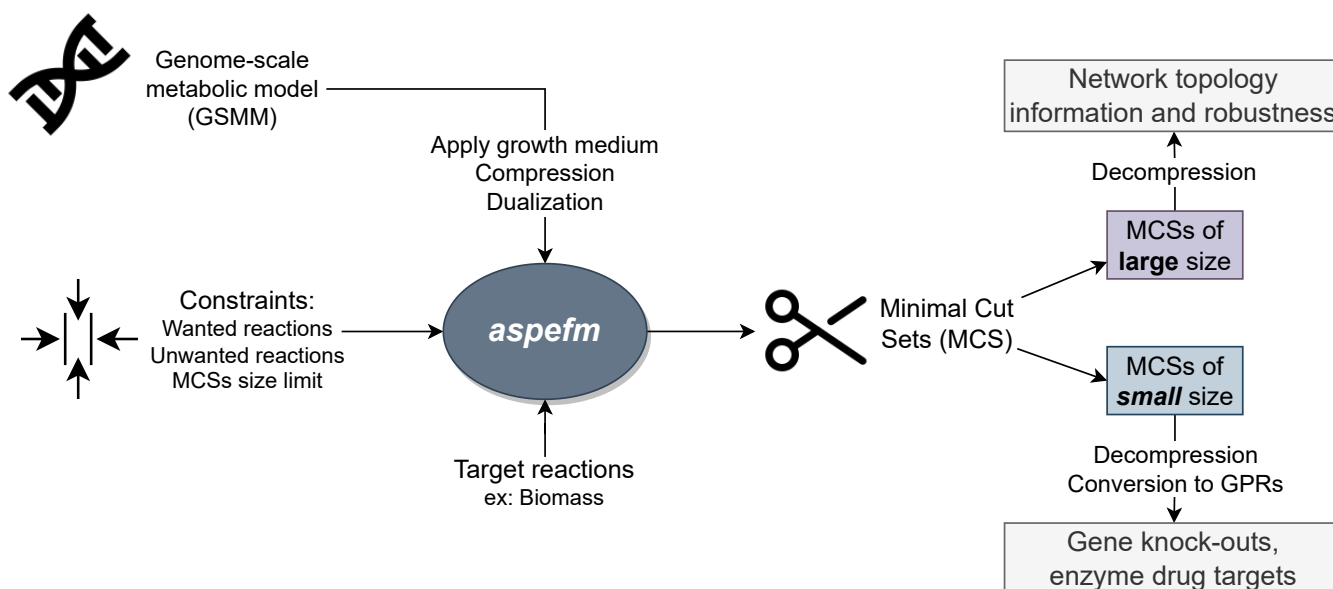 Genome-scale
metabolic model
(GSMM)
Apply growth medium
Compression
Dualization
Constraints:
Wanted reactions
Unwanted reactions
MCSs size limit
aspefm
Target reactions
ex: Biomass
Minimal Cut
Sets (MCS)
Network topology
information and robustness
Decompression
MCSs of
large size
MCSs of
small size
Decompression
Conversion to GPRs
Gene knock-outs,
enzyme drug targets